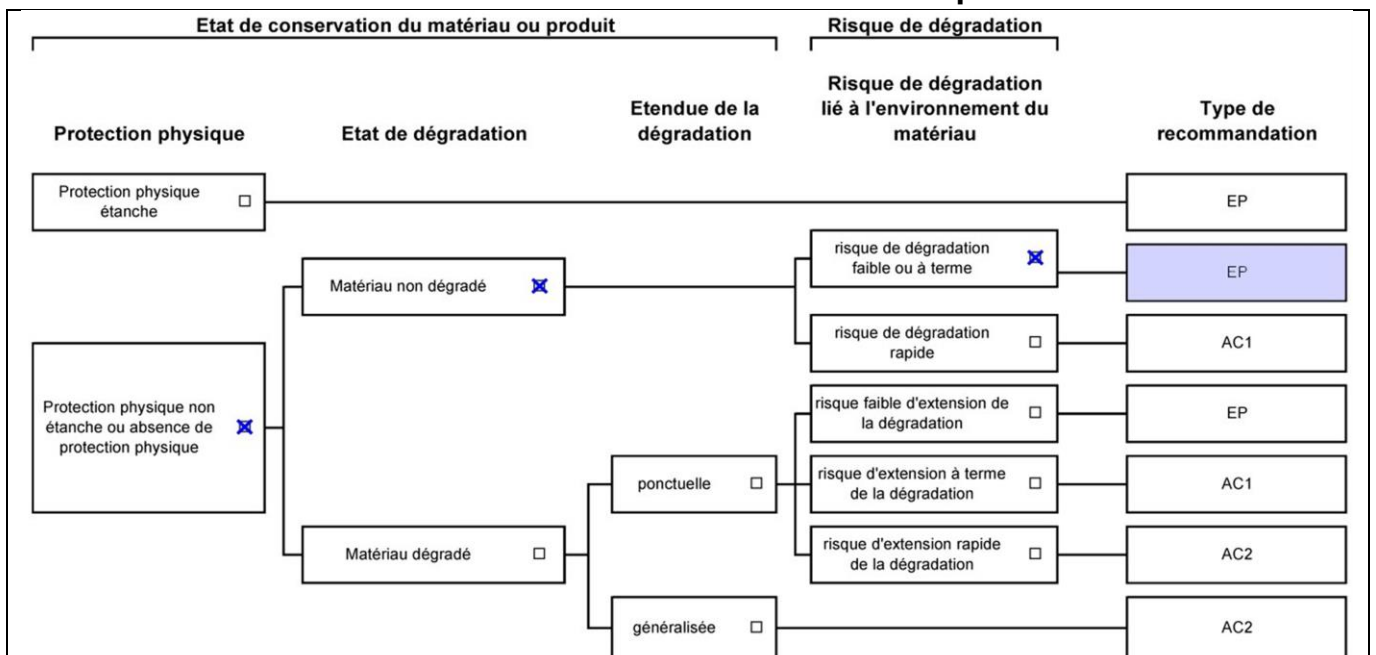 Etat de conservation du matériau ou produit
Risque de dégradation
Protection physique
Etat de dégradation
Etendue de la
dégradation
Risque de dégradation
lié à l'environnement du
matériau
Type de
recommandation
Protection physique
étanche
EP
risque de dégradation
faible ou à terme
EP
Matériau non dégradé
risque de dégradation
rapide
AC1
Protection physique non
étanche ou absence de
protection physique
risque faible d'extension de
la dégradation
EP
ponctuelle
risque d'extension à terme
de la dégradation
AC1
Matériau dégradé
risque d'extension rapide
de la dégradation
AC2
généralisée
AC2